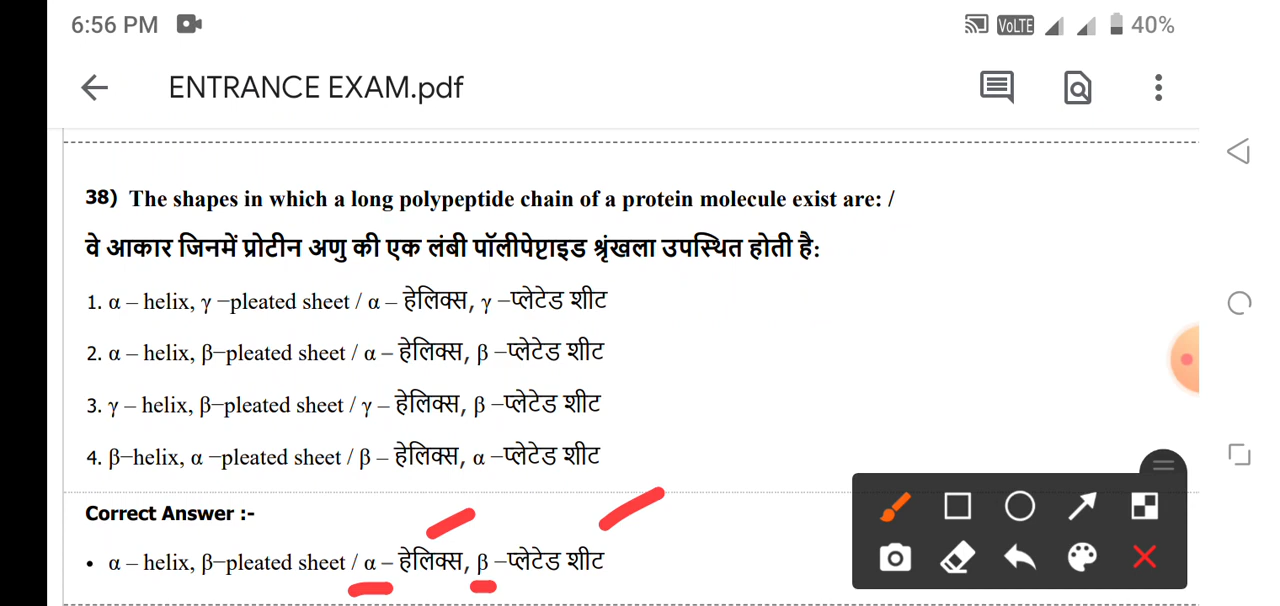 6:56 PM VoLTE 40%
ENTRANCE EXAM.pdf
38) The shapes in which a long polypeptide chain of a protein molecule exist are: /
वे आकार जिनमें प्रोटीन अणु की एक लंबी पॉलीपेप्टाइड श्रृंखला उपस्थित होती है:
1. α – helix, γ –pleated sheet / α – हेलिक्स, γ –प्लेटेड शीट
2. α – helix, β–pleated sheet / α – हेलिक्स, β –प्लेटेड शीट
3. γ – helix, β–pleated sheet / γ – हेलिक्स, β –प्लेटेड शीट
4. β–helix, α –pleated sheet / β – हेलिक्स, α –प्लेटेड शीट
Correct Answer :-
• α – helix, β–pleated sheet / α – हेलिक्स, β –प्लेटेड शीट